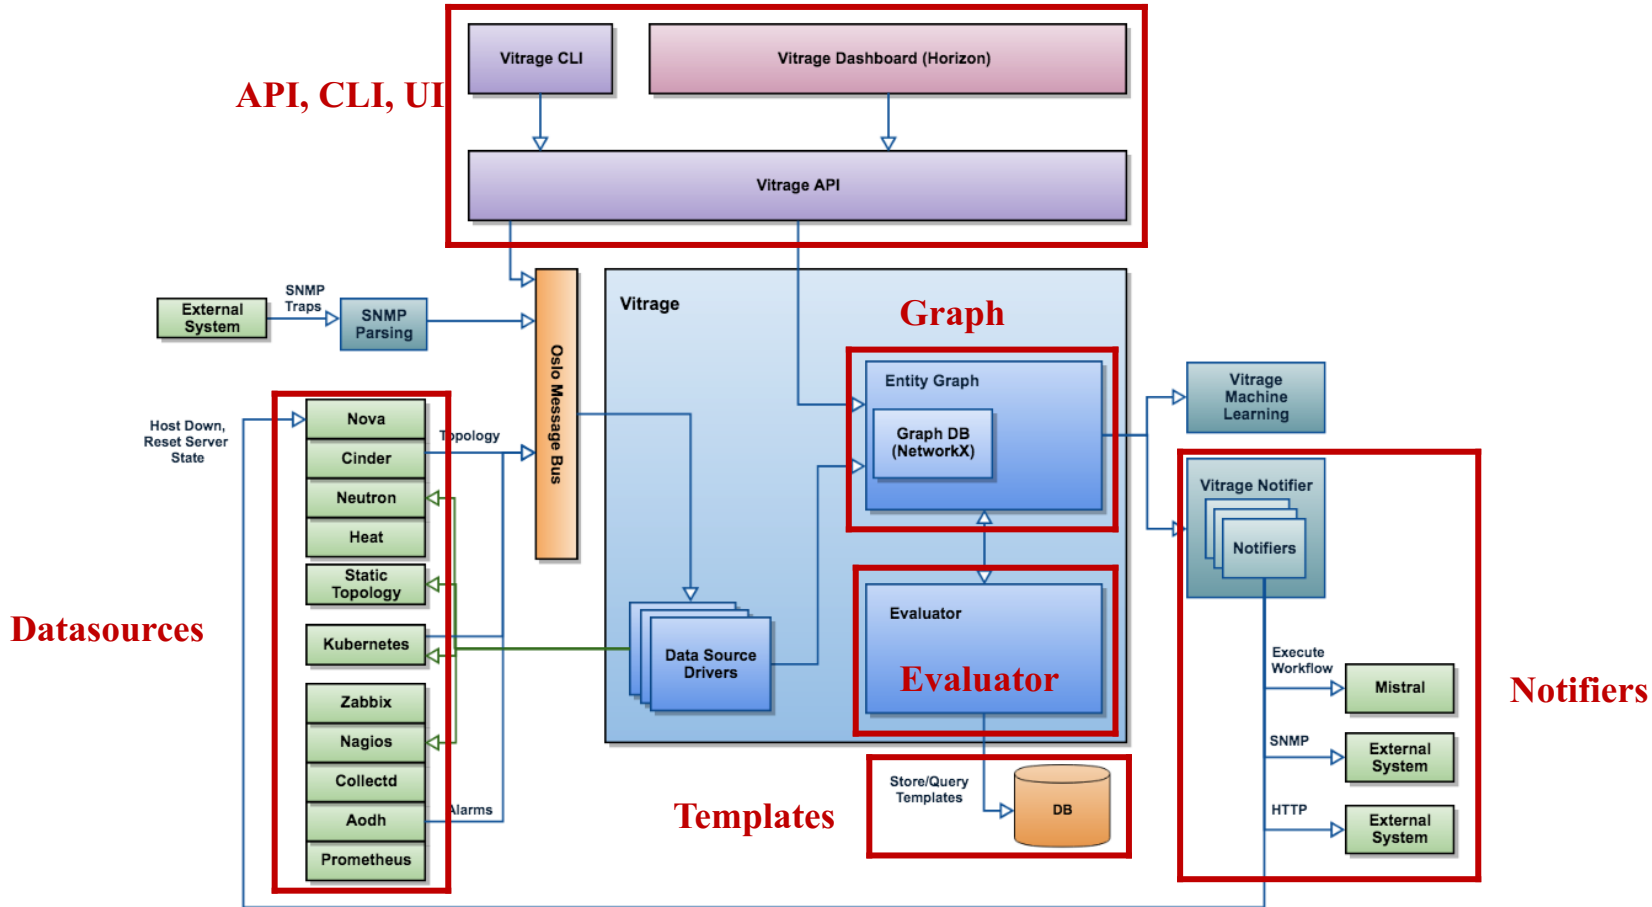 Vitrage CLI
Vitrage Dashboard (Horizon)
API, CLI, UI
Vitrage API
SNMP
Traps
External
System
SNMP
Parsing
Oslo Message Bus
Vitrage
Graph
Entity Graph
Graph DB
(NetworkX)
Vitrage
Machine
Learning
Host Down,
Reset Server
State
Nova
Topology
Cinder
Neutron
Heat
Static
Topology
Datasources
Kubernetes
Zabbix
Nagios
Collectd
Aodh
Alarms
Prometheus
Data Source
Drivers
Evaluator
Evaluator
Vitrage Notifier
Notifiers
Execute
Workflow
Mistral
Notifiers
SNMP
External
System
HTTP
External
System
Store/Query
Templates
DB
Templates